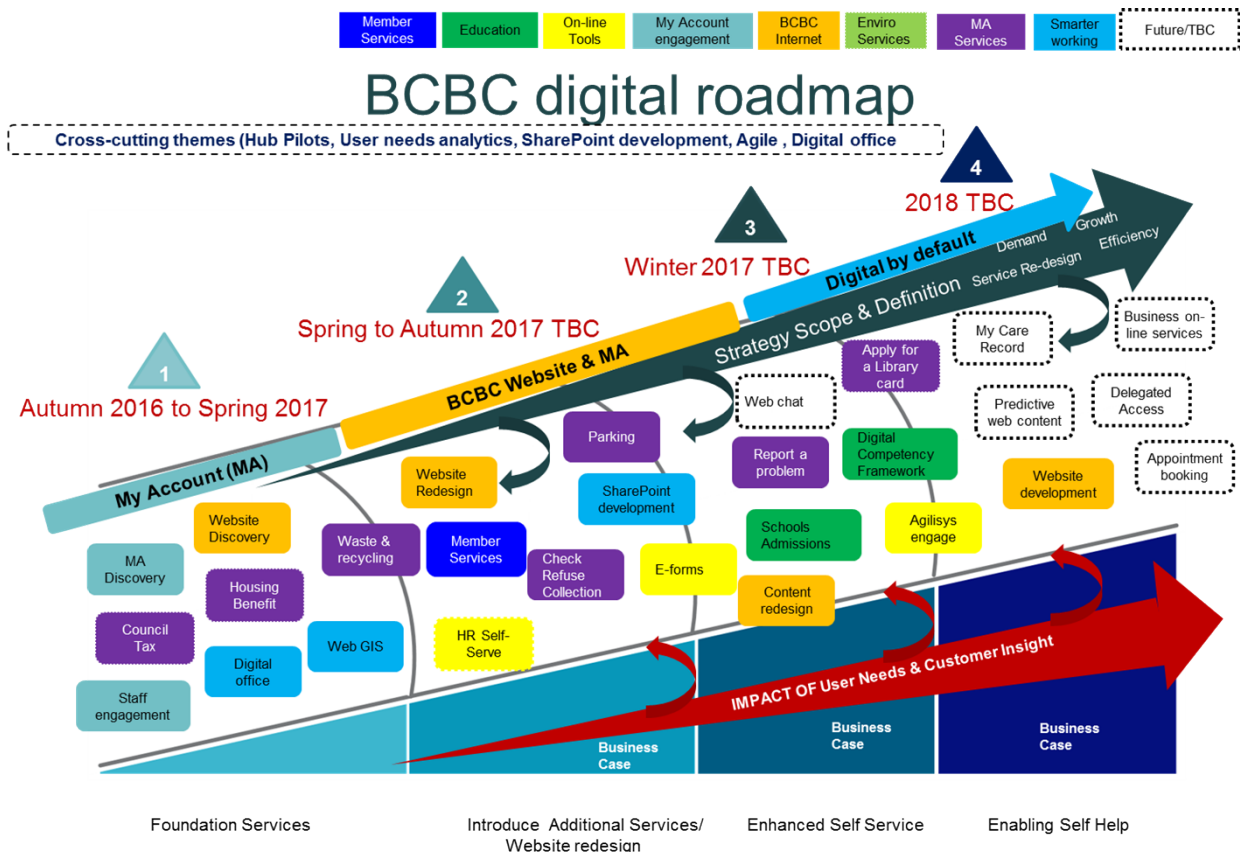 Member
Services
Education
On-line
Tools
My Account
engagement
BCBC
Internet
Enviro
Services
MA
Services
Smarter
working
Future/TBC
BCBC digital roadmap
Cross-cutting themes (Hub Pilots, User needs analytics, SharePoint development, Agile , Digital office
4
2018 TBC
3
Winter 2017 TBC
2
Spring to Autumn 2017 TBC
1
Autumn 2016 to Spring 2017
My Account (MA)
BCBC Website & MA
Digital by default
Strategy Scope & Definition
Demand
Growth
Service Re-design
Efficiency
Website
Discovery
MA
Discovery
Housing
Benefit
Council
Tax
Digital
office
Staff
engagement
Waste &
recycling
Web GIS
Website
Redesign
Member
Services
HR Self-
Serve
Parking
SharePoint
development
Check
Refuse
Collection
E-forms
Web chat
Report a
problem
Schools
Admissions
Content
redesign
Apply for
a Library
card
Digital
Competency
Framework
Agilisys
engage
My Care
Record
Business on-
line services
Predictive
web content
Delegated
Access
Website
development
Appointment
booking
IMPACT OF User Needs & Customer Insight
Business
Case
Business
Case
Business
Case
Foundation Services
Introduce Additional Services/
Website redesign
Enhanced Self Service
Enabling Self Help